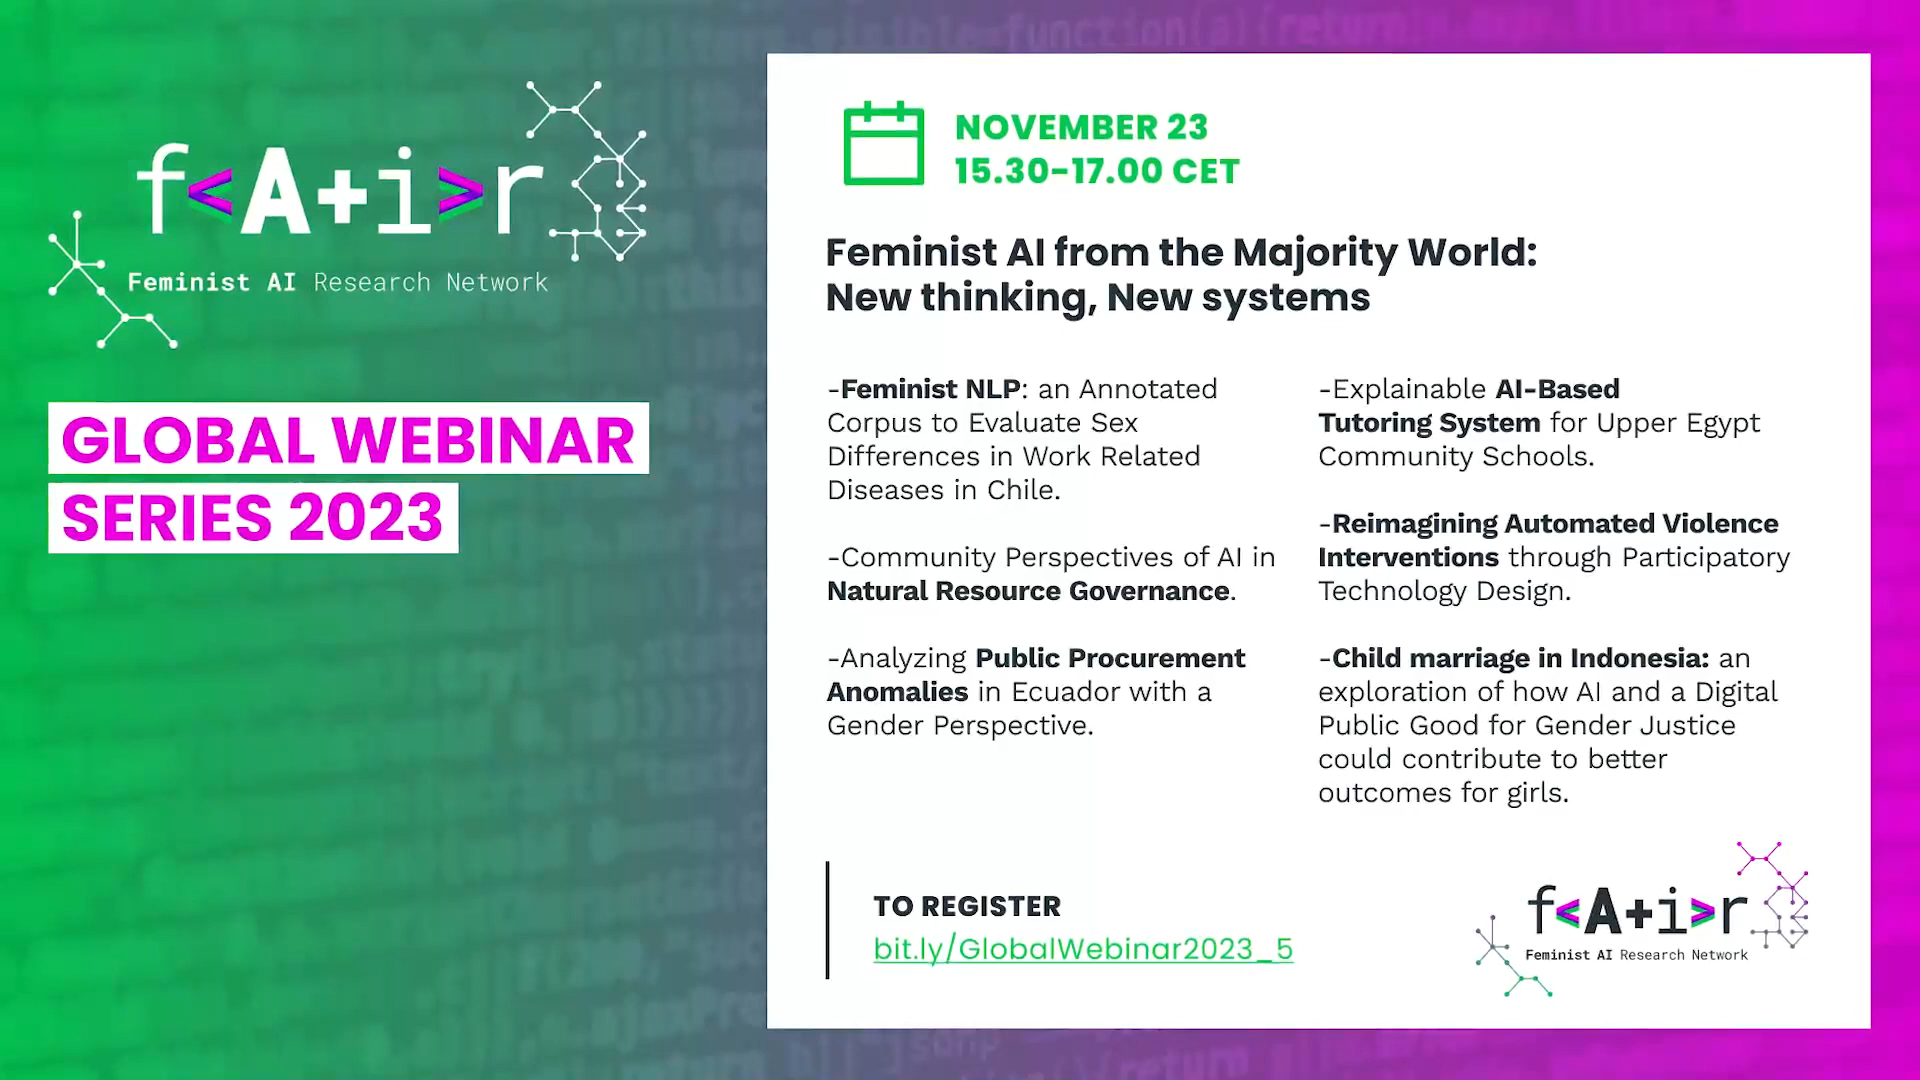 f<A+i>r
Feminist AI Research Network
GLOBAL WEBINAR
SERIES 2023
NOVEMBER 23
15.30-17.00 CET
Feminist AI from the Majority World:
New thinking, New systems
-Feminist NLP: an Annotated
Corpus to Evaluate Sex
Differences in Work Related
Diseases in Chile.
-Community Perspectives of AI in
Natural Resource Governance.
-Analyzing Public Procurement
Anomalies in Ecuador with a
Gender Perspective.
-Explainable AI-Based
Tutoring System for Upper Egypt
Community Schools.
-Reimagining Automated Violence
Interventions through Participatory
Technology Design.
-Child marriage in Indonesia: an
exploration of how AI and a Digital
Public Good for Gender Justice
could contribute to better
outcomes for girls.
TO REGISTER
bit.ly/GlobalWebinar2023_5
f<A+i>r
Feminist AI Research Network